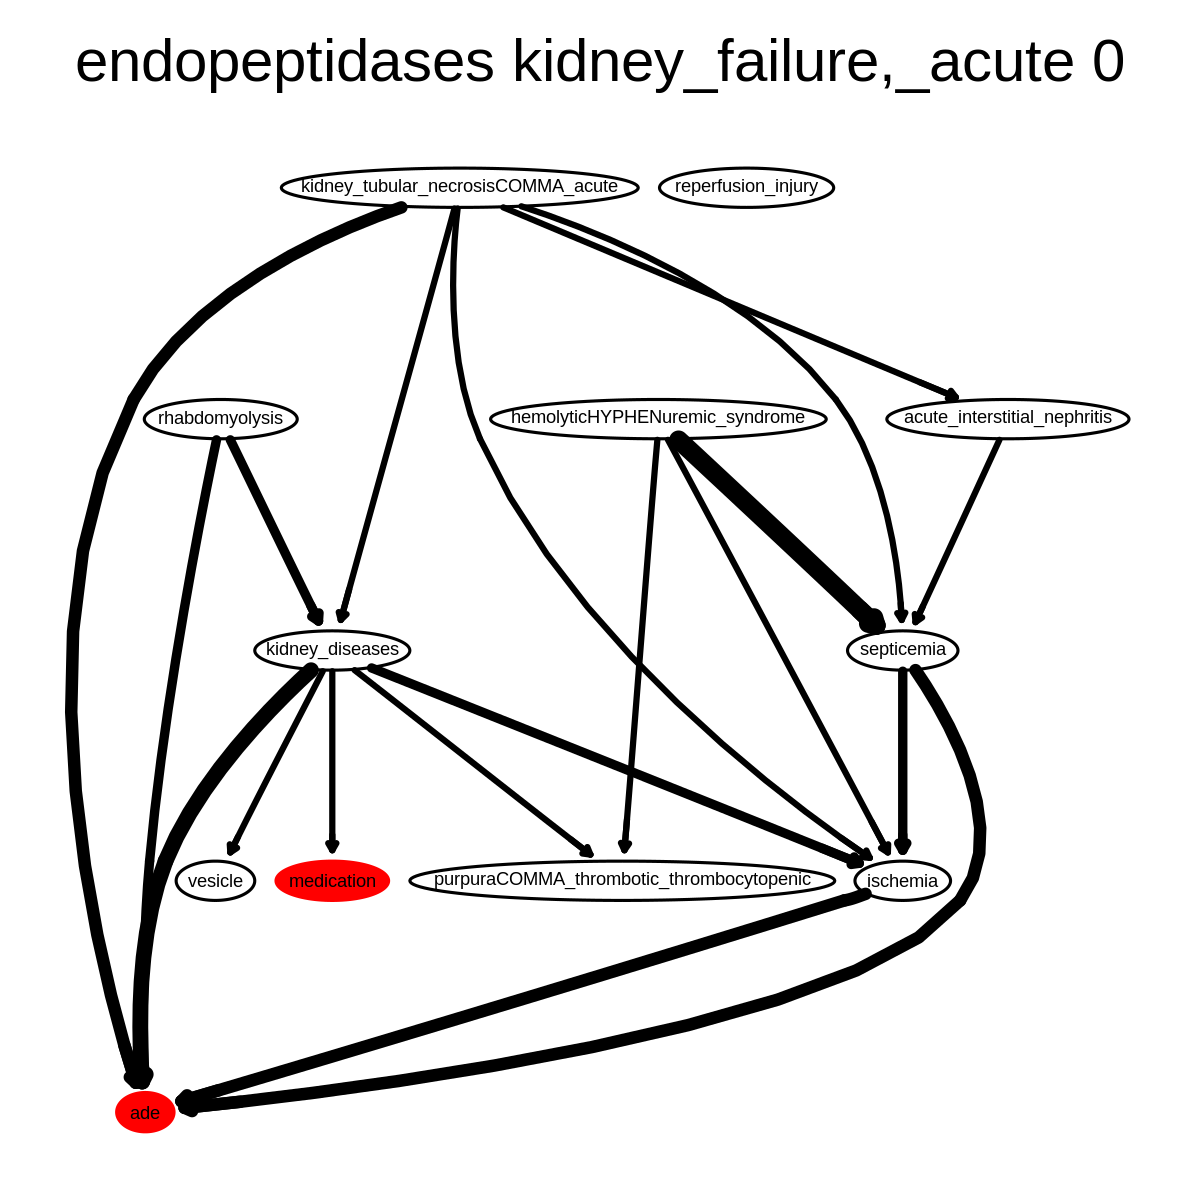 endopeptidases kidney_failure,_acute 0
kidney_tubular_necrosisCOMMA_acute
reperfusion_injury
rhabdomyolysis
hemolyticHYPHENuremic_syndrome
acute_interstitial_nephritis
kidney_diseases
septicemia
vesicle
medication
purpuraCOMMA_thrombotic_thrombocytopenic
ischemia
ade